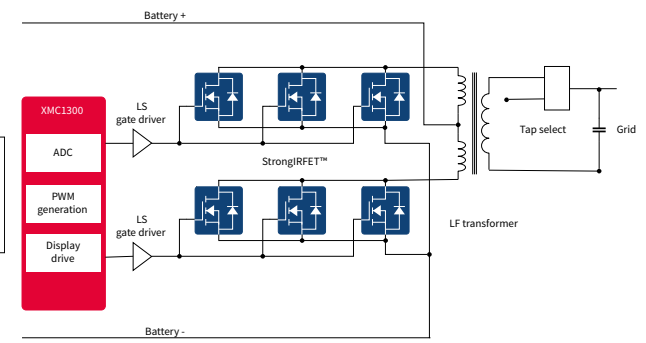 Battery +
XMC1300
LS
gate driver
ADC
StrongIRFET™
Tap select
Grid
PWM
generation
LS
gate driver
LF transformer
Display
drive
Battery -